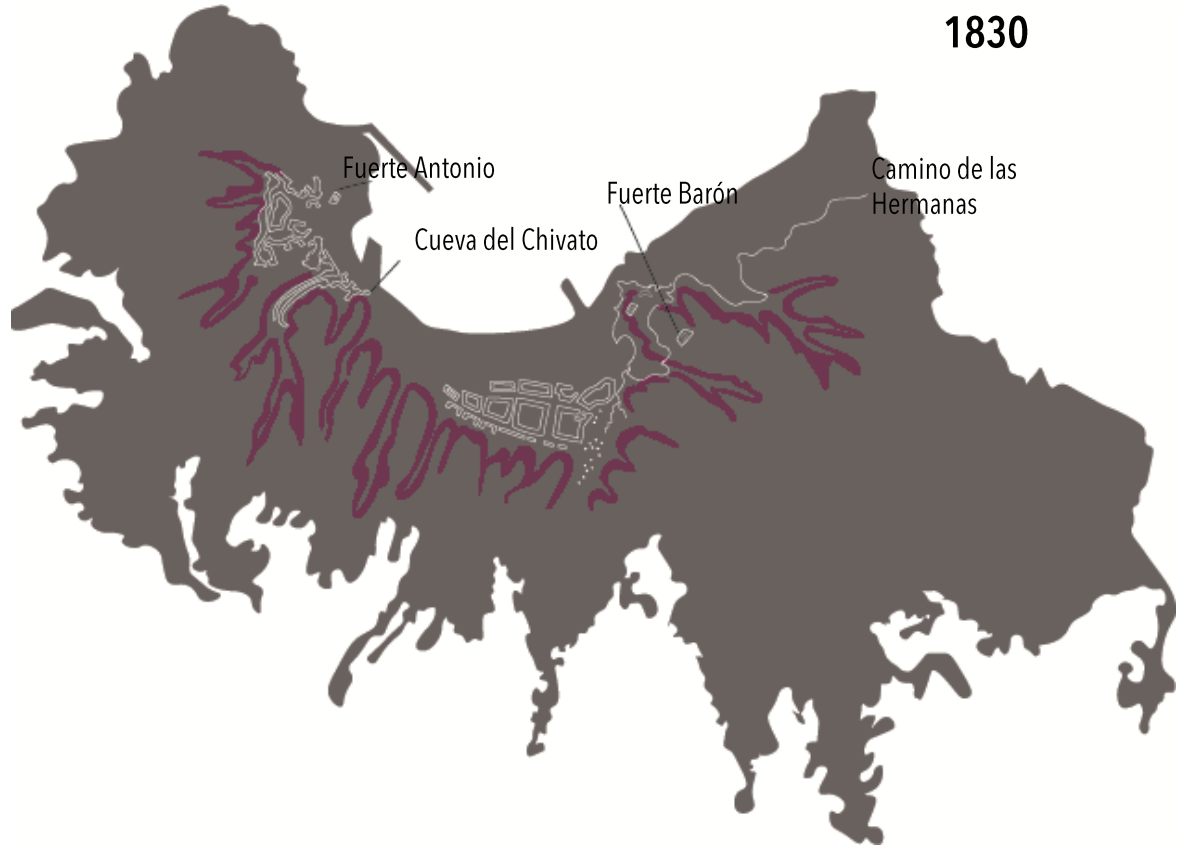 1830
Fuerte Antonio
Cueva del Chivato
Fuerte Barón
Camino de las
Hermanas